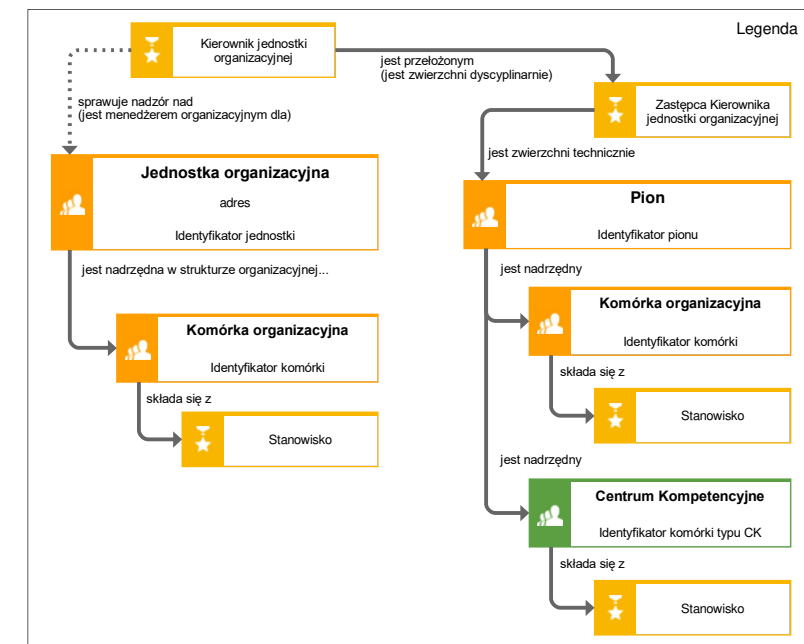 Legenda
Kierownik jednostki
organizacyjnej
jest przełożonym
(jest zwierzchni dyscyplinarnie)
sprawuje nadzór nad
(jest menedżerem organizacyjnym dla)
Zastępca Kierownika
jednostki organizacyjnej
jest zwierzchni technicznie
Jednostka organizacyjna
adres
Identyfikator jednostki
jest nadrzędna w strukturze organizacyjnej...
Komórka organizacyjna
Identyfikator komórki
składa się z
Stanowisko
Pion
Identyfikator pionu
jest nadrzędny
Komórka organizacyjna
Identyfikator komórki
składa się z
Stanowisko
jest nadrzędny
Centrum Kompetencyjne
Identyfikator komórki typu CK
składa się z
Stanowisko